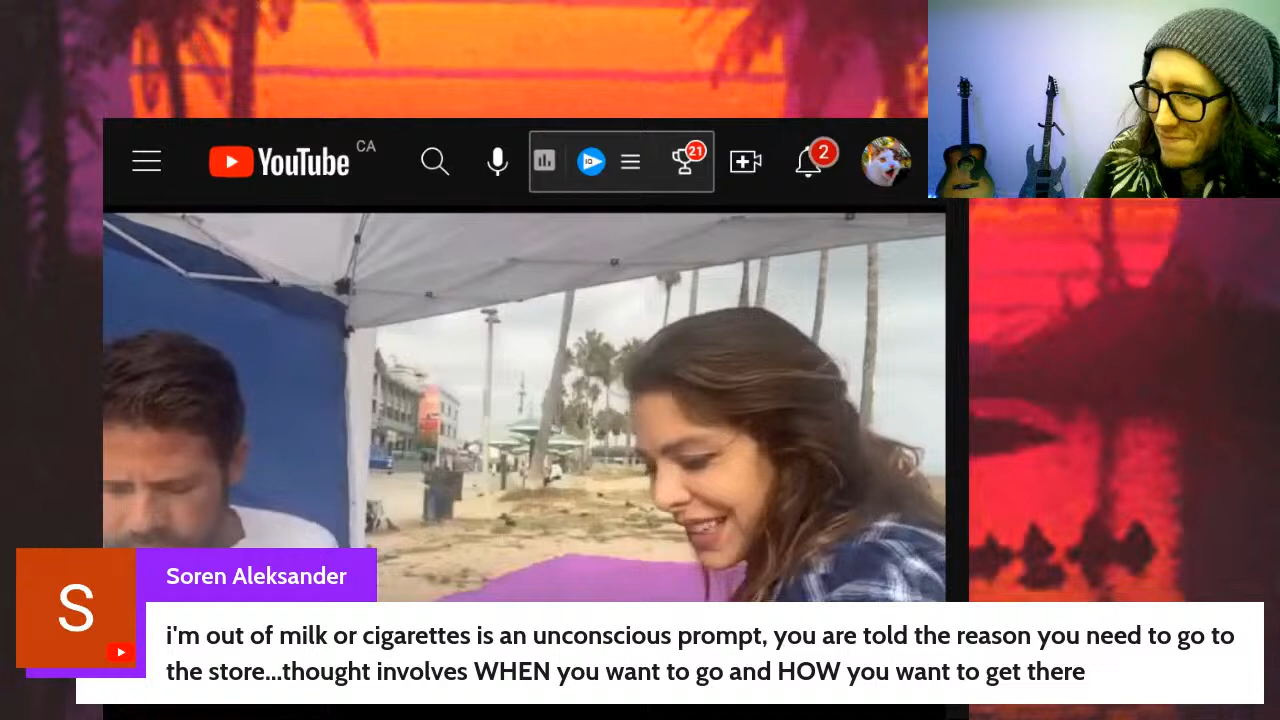 CA
YouTube
IQ
21
2
S
Soren Aleksander
i'm out of milk or cigarettes is an unconscious prompt, you are told the reason you need to go to
the store...thought involves WHEN you want to go and HOW you want to get there